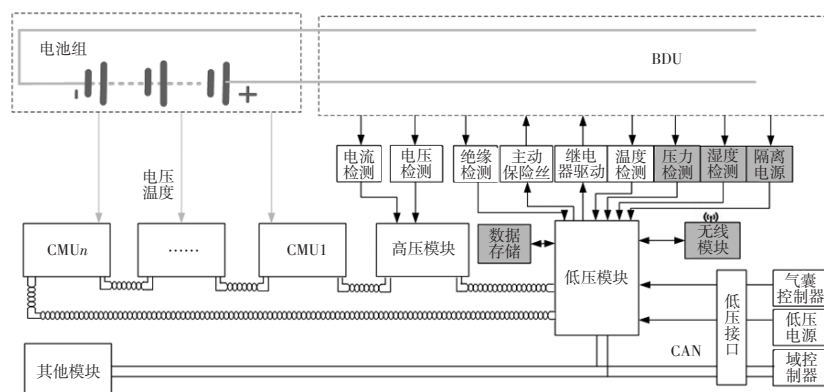 电池组
BDU
-
+
电流
检测
电压
检测
绝缘
检测
主动
保险丝
继电
器驱动
温度
检测
压力
检测
湿度
检测
隔离
电源
电压
温度
CMUn
……
CMU1
高压模块
数据
存储
低压模块
无线
模块
低压接口
气囊
控制器
低压
电源
域控
制器
CAN
其他模块